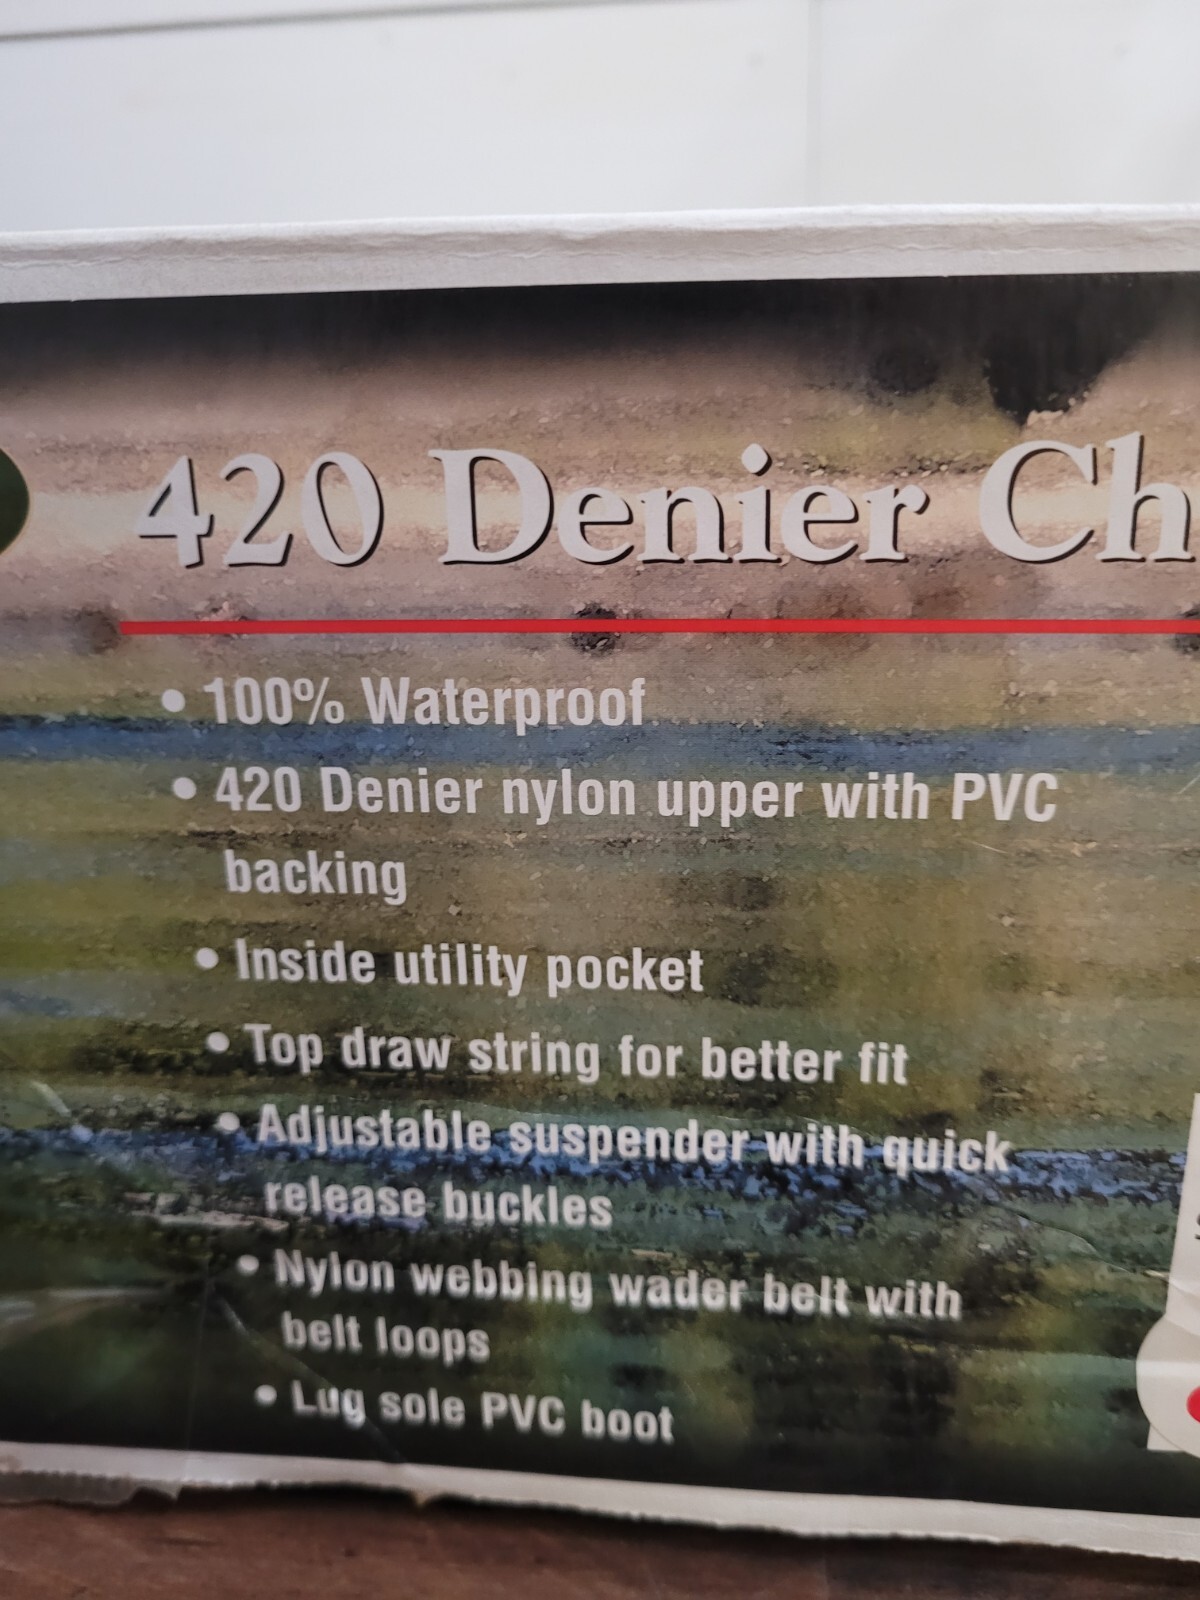 420 Denier Ch
• 100% Waterproof
• 420 Denier nylon upper with PVC
backing
• Inside utility pocket
• Top draw string for better fit
• Adjustable suspender with quick
release buckles
• Nylon webbing wader belt with
belt loops
• Lug sole PVC boot